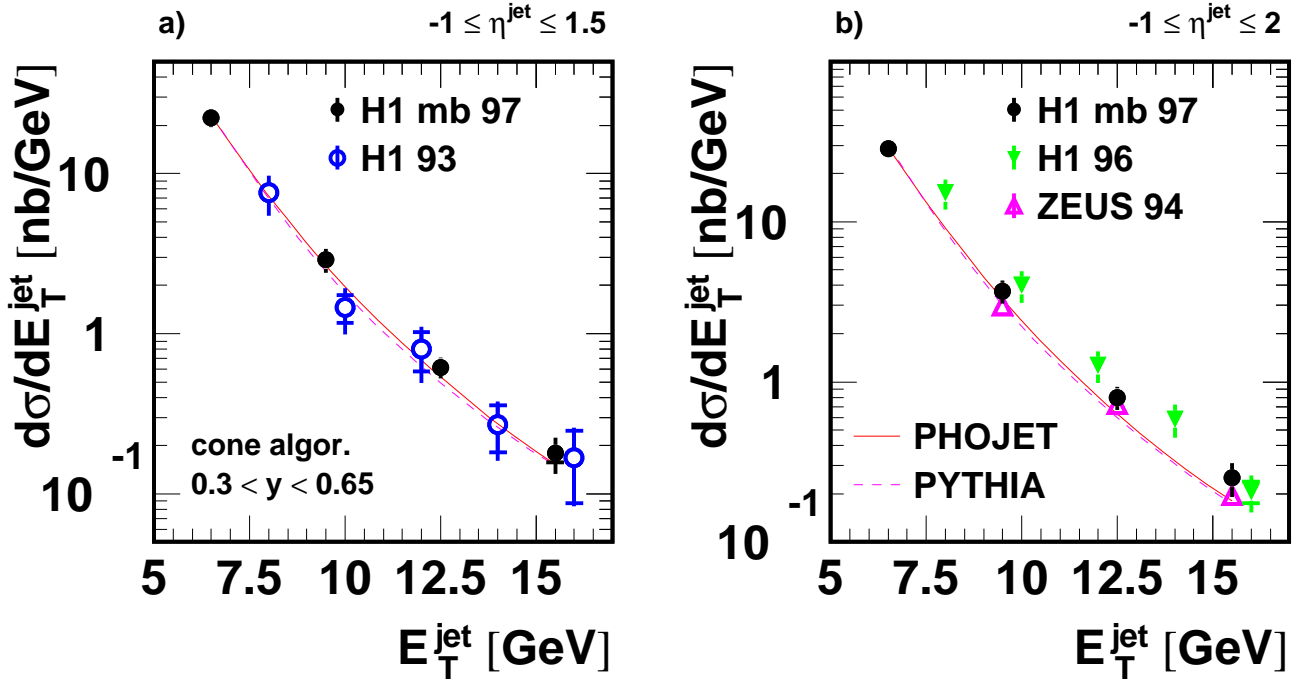 a)
-1 ≤ η^jet ≤ 1.5
dσ/dE_T^jet [nb/GeV]
H1 mb 97
H1 93
10
1
10^-1
cone algor.
0.3 < y < 0.65
5 7.5 10 12.5 15
E_T^jet [GeV]
b)
-1 ≤ η^jet ≤ 2
dσ/dE_T^jet [nb/GeV]
H1 mb 97
H1 96
ZEUS 94
10
1
10^-1
PHOJET
PYTHIA
5 7.5 10 12.5 15
E_T^jet [GeV]